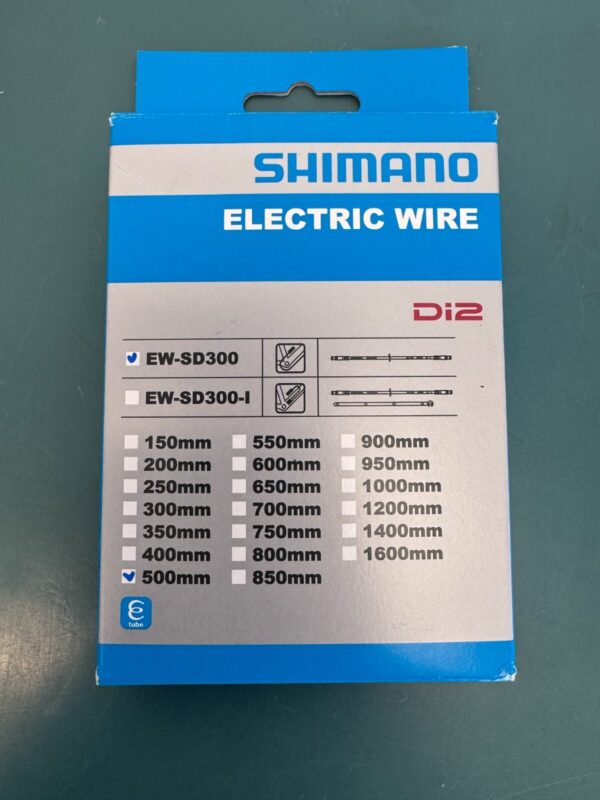 SHIMANO
ELECTRIC WIRE
Di2
EW-SD300
EW-SD300-I
150mm 550mm 900mm
200mm 600mm 950mm
250mm 650mm 1000mm
300mm 700mm 1200mm
350mm 750mm 1400mm
400mm 800mm 1600mm
500mm 850mm
E
tube